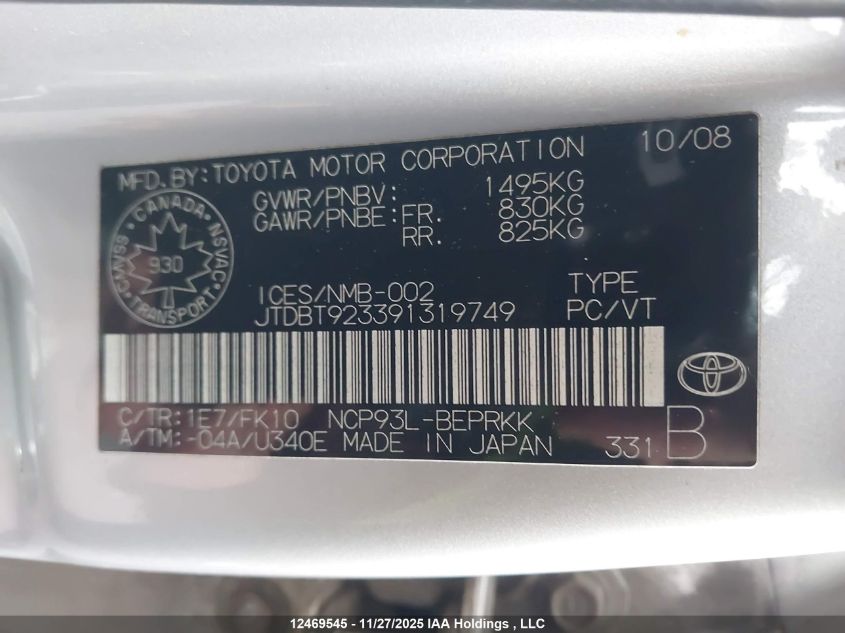 MFD.BY:TOYOTA MOTOR CORPORATION 10/08
GVWR/PNBV: 1495KG
GAWR/PNBE:FR. 830KG
RR. 825KG
CANADA
CMVSS NSVAC
930
TRANSPORT
ICES/NMB-002 TYPE
JTDBT923391319749 PC/VT
C/TR:1E7/FK10 NCP93L-BEPRKK
A/TM:-04A/U340E MADE IN JAPAN 331 B
12469545 - 11/27/2025 IAA Holdings , LLC